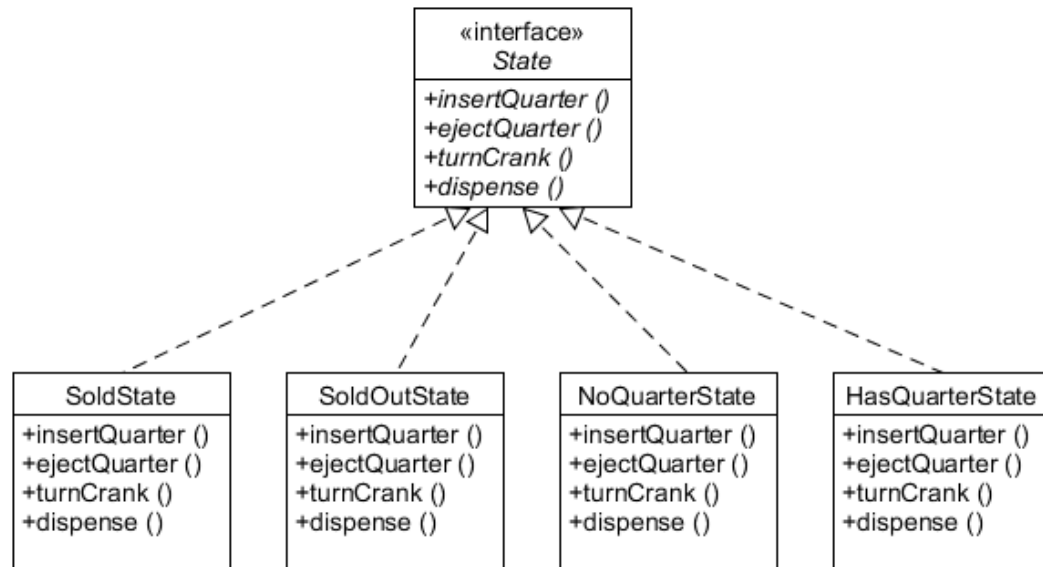 «interface»
State
+insertQuarter ()
+ejectQuarter ()
+turnCrank ()
+dispense ()
SoldState
+insertQuarter ()
+ejectQuarter ()
+turnCrank ()
+dispense ()
SoldOutState
+insertQuarter ()
+ejectQuarter ()
+turnCrank ()
+dispense ()
NoQuarterState
+insertQuarter ()
+ejectQuarter ()
+turnCrank ()
+dispense ()
HasQuarterState
+insertQuarter ()
+ejectQuarter ()
+turnCrank ()
+dispense ()